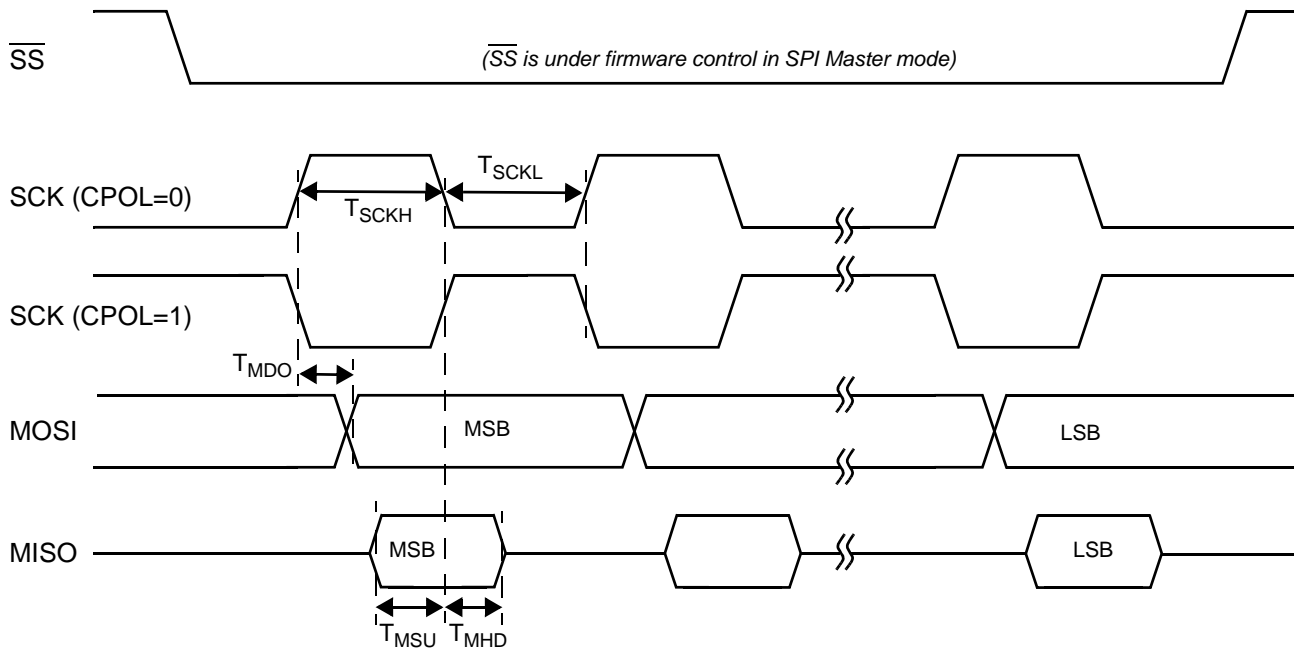 SS
(SS is under firmware control in SPI Master mode)
TSCKL
SCK (CPOL=0)
TSCKH
SCK (CPOL=1)
TMDO
MOSI
MSB
LSB
MISO
MSB
LSB
TMSU
TMHD